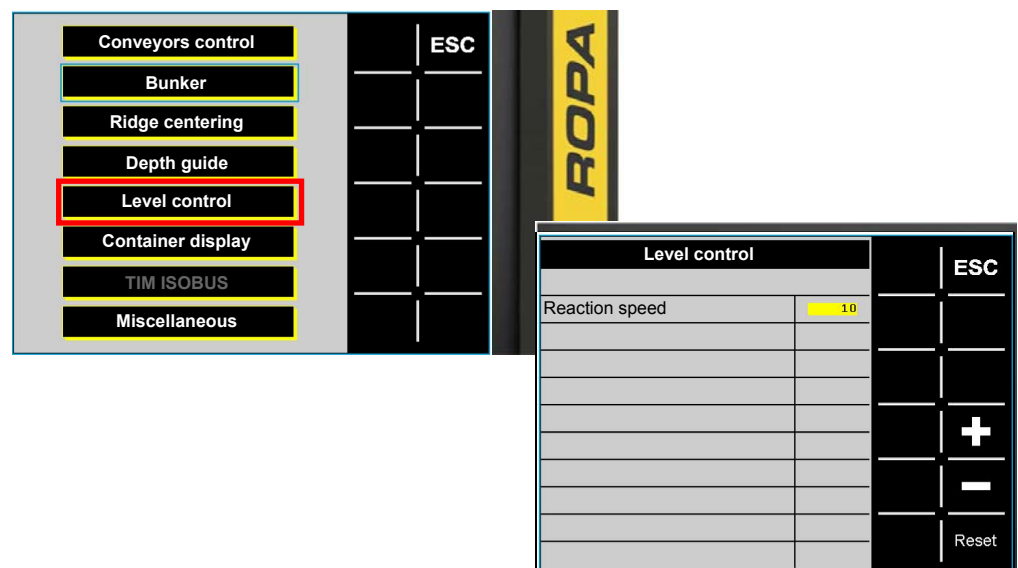 Conveyors control
ESC
Bunker
Ridge centering
Depth guide
Level control
Container display
TIM ISOBUS
Miscellaneous
ROPA
Level control
ESC
Reaction speed 10
+
−
Reset